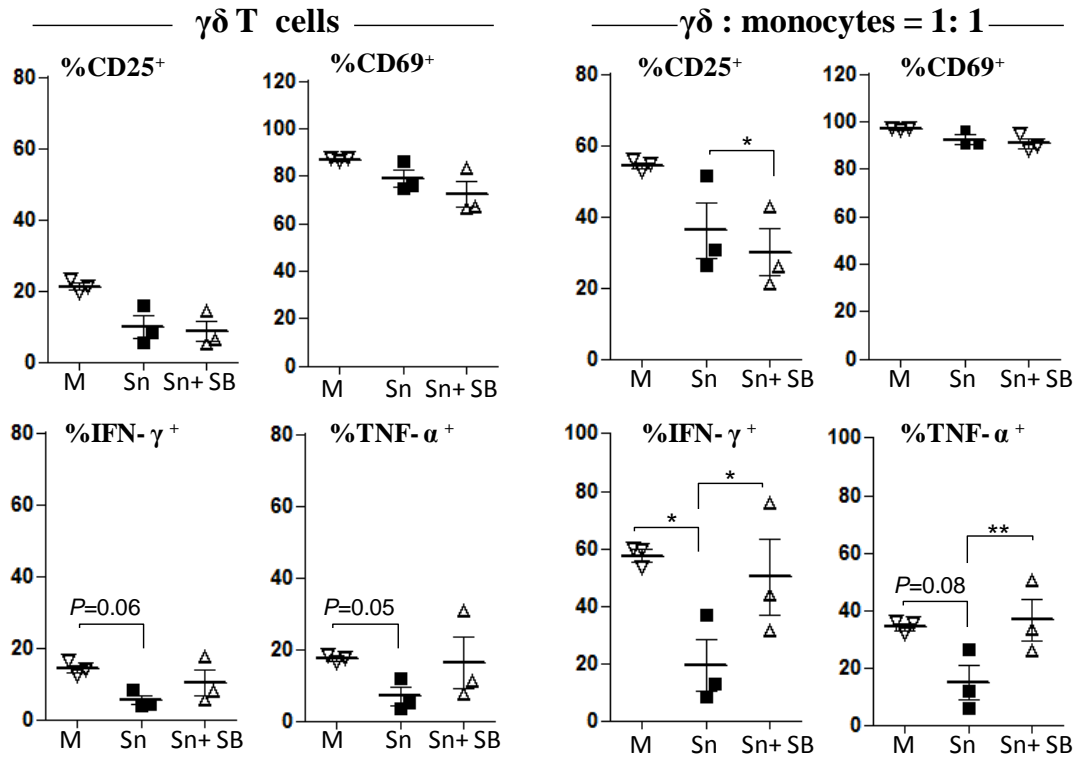 γδ T cells
γδ : monocytes = 1: 1
%CD25⁺
80
60
40
20
0
M Sn Sn+ SB
%CD69⁺
120
100
80
60
40
20
0
M Sn Sn+ SB
%CD25⁺
80
60
40
20
0
*
M Sn Sn+ SB
%CD69⁺
120
100
80
60
40
20
0
M Sn Sn+ SB
%IFN- γ ⁺
80
60
40
20
0
P=0.06
M Sn Sn+ SB
%TNF- α ⁺
80
60
40
20
0
P=0.05
M Sn Sn+ SB
%IFN- γ ⁺
100
80
60
40
20
0
*
*
M Sn Sn+ SB
%TNF- α ⁺
100
80
60
40
20
0
**
P=0.08
M Sn Sn+ SB